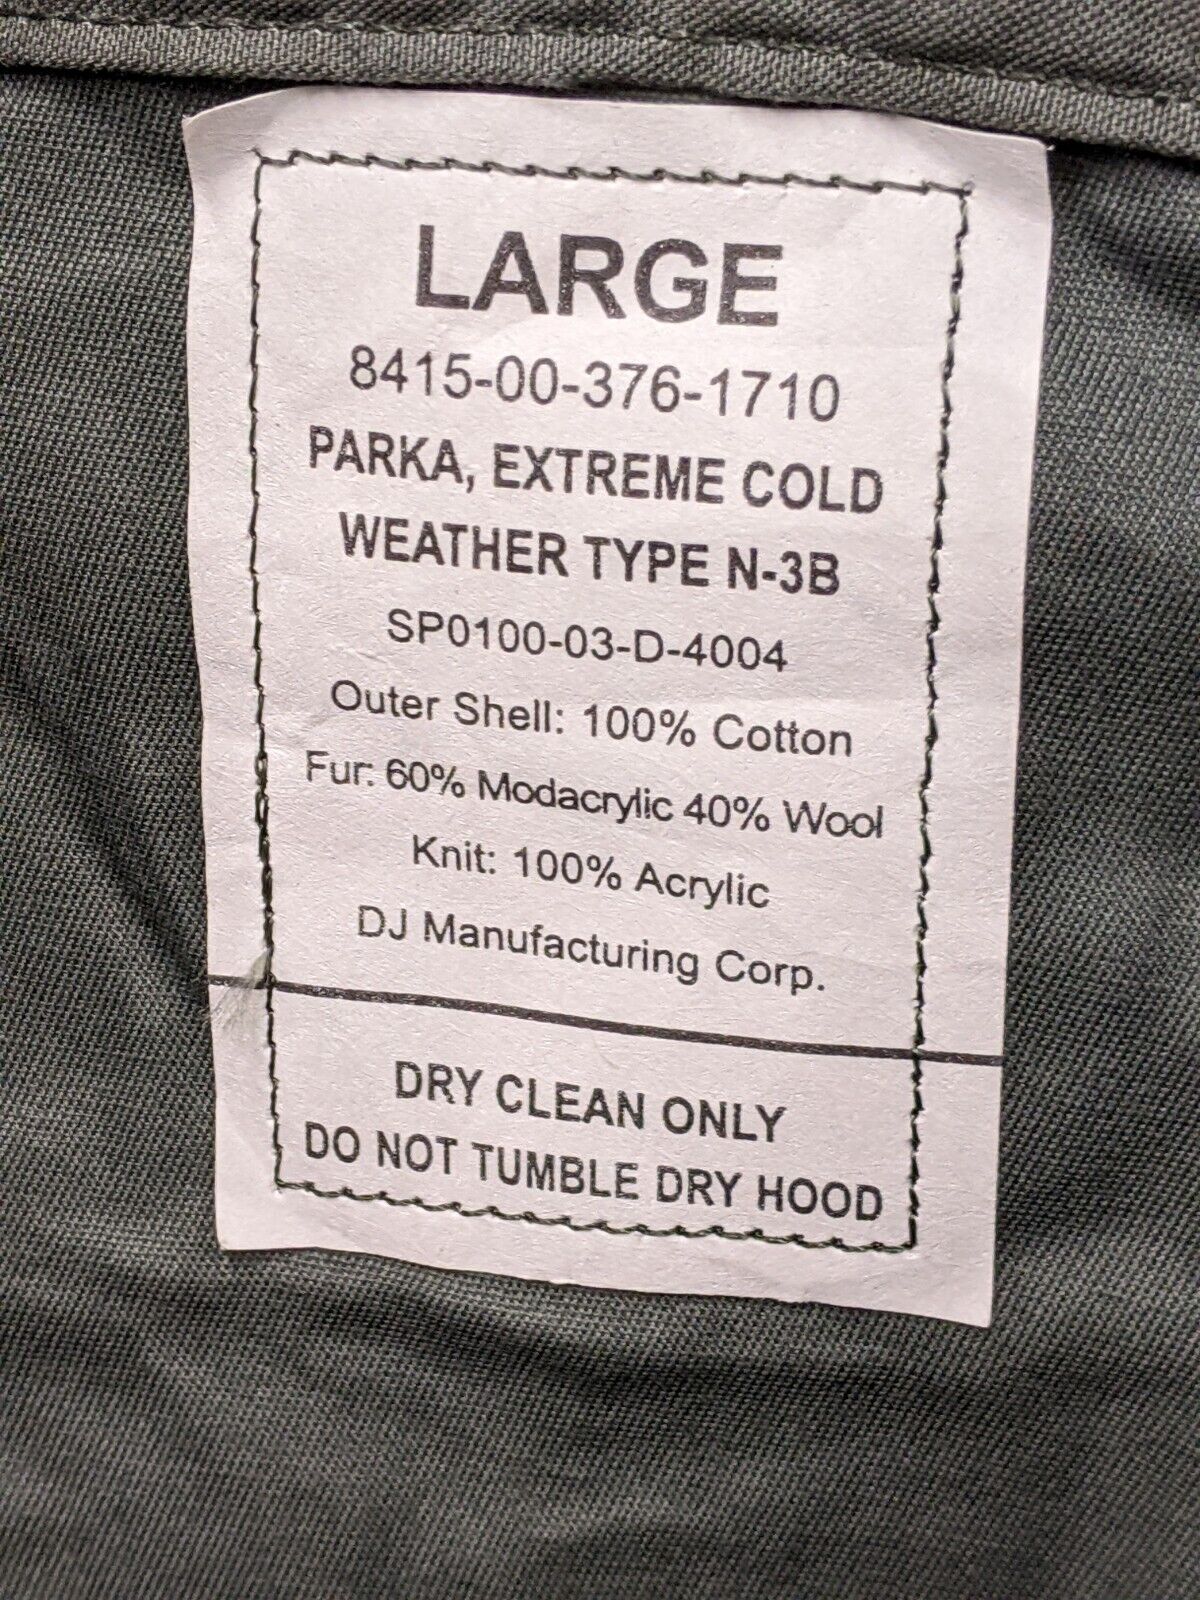 LARGE
8415-00-376-1710
PARKA, EXTREME COLD
WEATHER TYPE N-3B
SP0100-03-D-4004
Outer Shell: 100% Cotton
Fur: 60% Modacrylic 40% Wool
Knit: 100% Acrylic
DJ Manufacturing Corp.
DRY CLEAN ONLY
DO NOT TUMBLE DRY HOOD